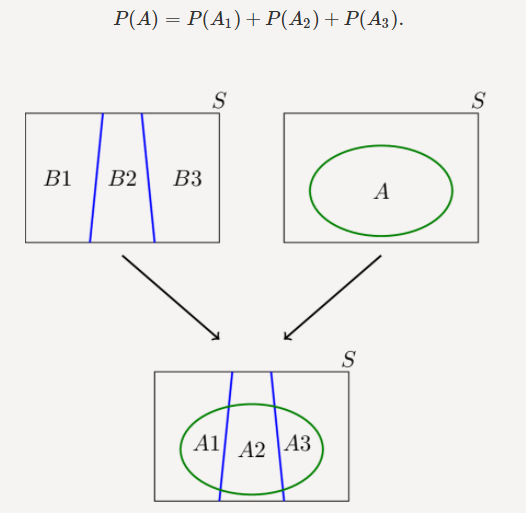 P(A) = P(A₁) + P(A₂) + P(A₃).
S S
B1 B2 B3 A
S
A1 A2 A3